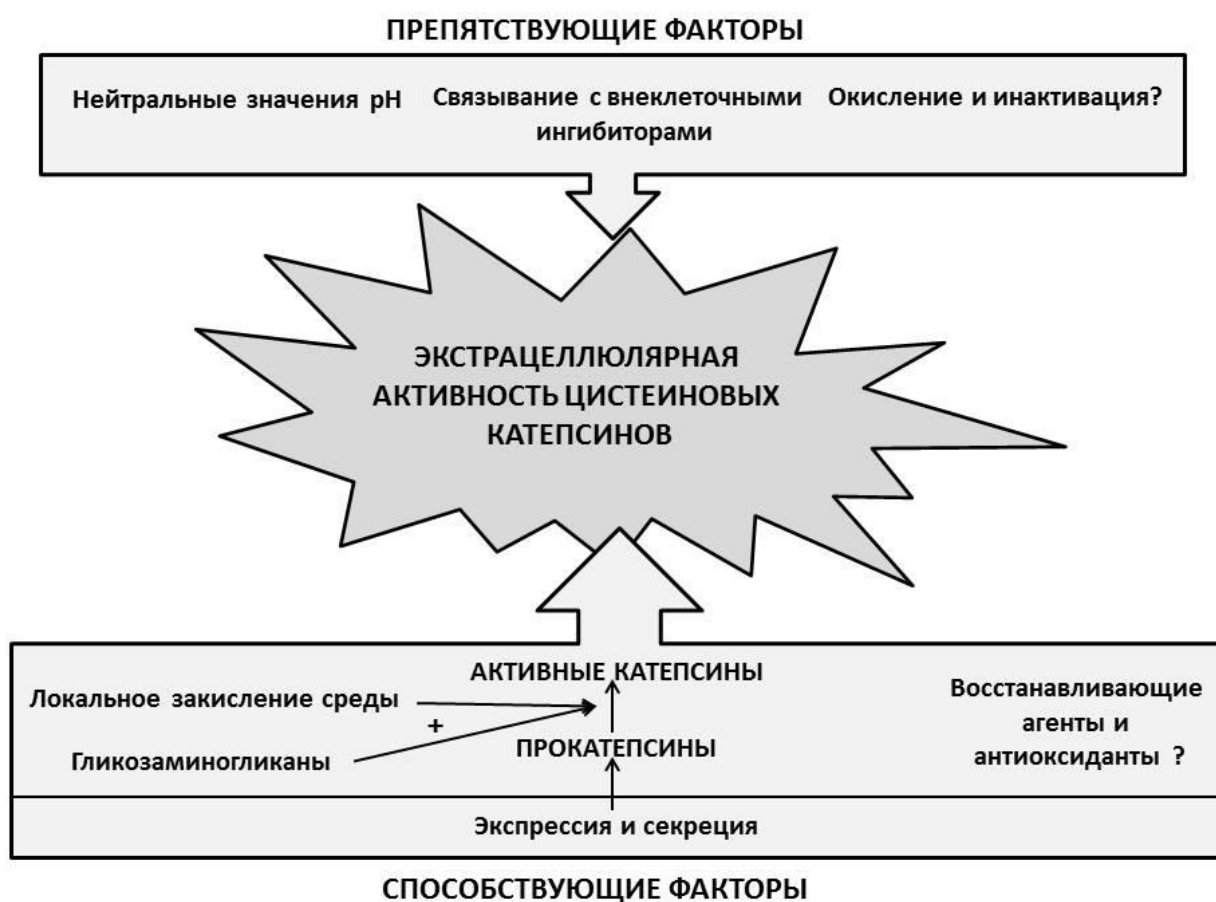 ПРЕПЯТСТВУЮЩИЕ ФАКТОРЫ
Нейтральные значения pH
Связывание с внеклеточными
ингибиторами
Окисление и инактивация?
ЭКСТРАЦЕЛЛЮЛЯРНАЯ
АКТИВНОСТЬ ЦИСТЕИНОВЫХ
КАТЕПСИНОВ
АКТИВНЫЕ КАТЕПСИНЫ
Локальное закисление среды
+
Гликозаминогликаны
ПРОКАТЕПСИНЫ
Восстанавливающие
агенты и
антиоксиданты ?
Экспрессия и секреция
СПОСОБСТВУЮЩИЕ ФАКТОРЫ